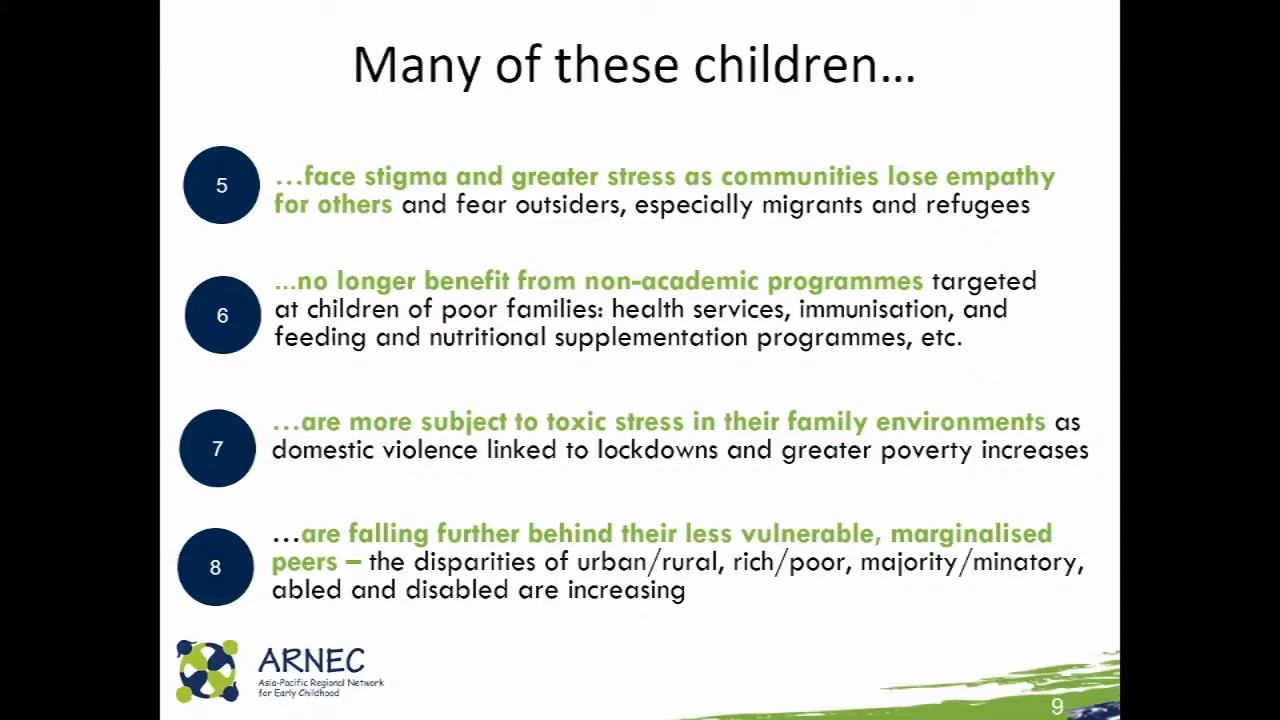 Many of these children…
5
…face stigma and greater stress as communities lose empathy
for others and fear outsiders, especially migrants and refugees
6
...no longer benefit from non-academic programmes targeted
at children of poor families: health services, immunisation, and
feeding and nutritional supplementation programmes, etc.
7
…are more subject to toxic stress in their family environments as
domestic violence linked to lockdowns and greater poverty increases
8
…are falling further behind their less vulnerable, marginalised
peers – the disparities of urban/rural, rich/poor, majority/minatory,
abled and disabled are increasing
ARNEC
Asia-Pacific Regional Network
for Early Childhood
9